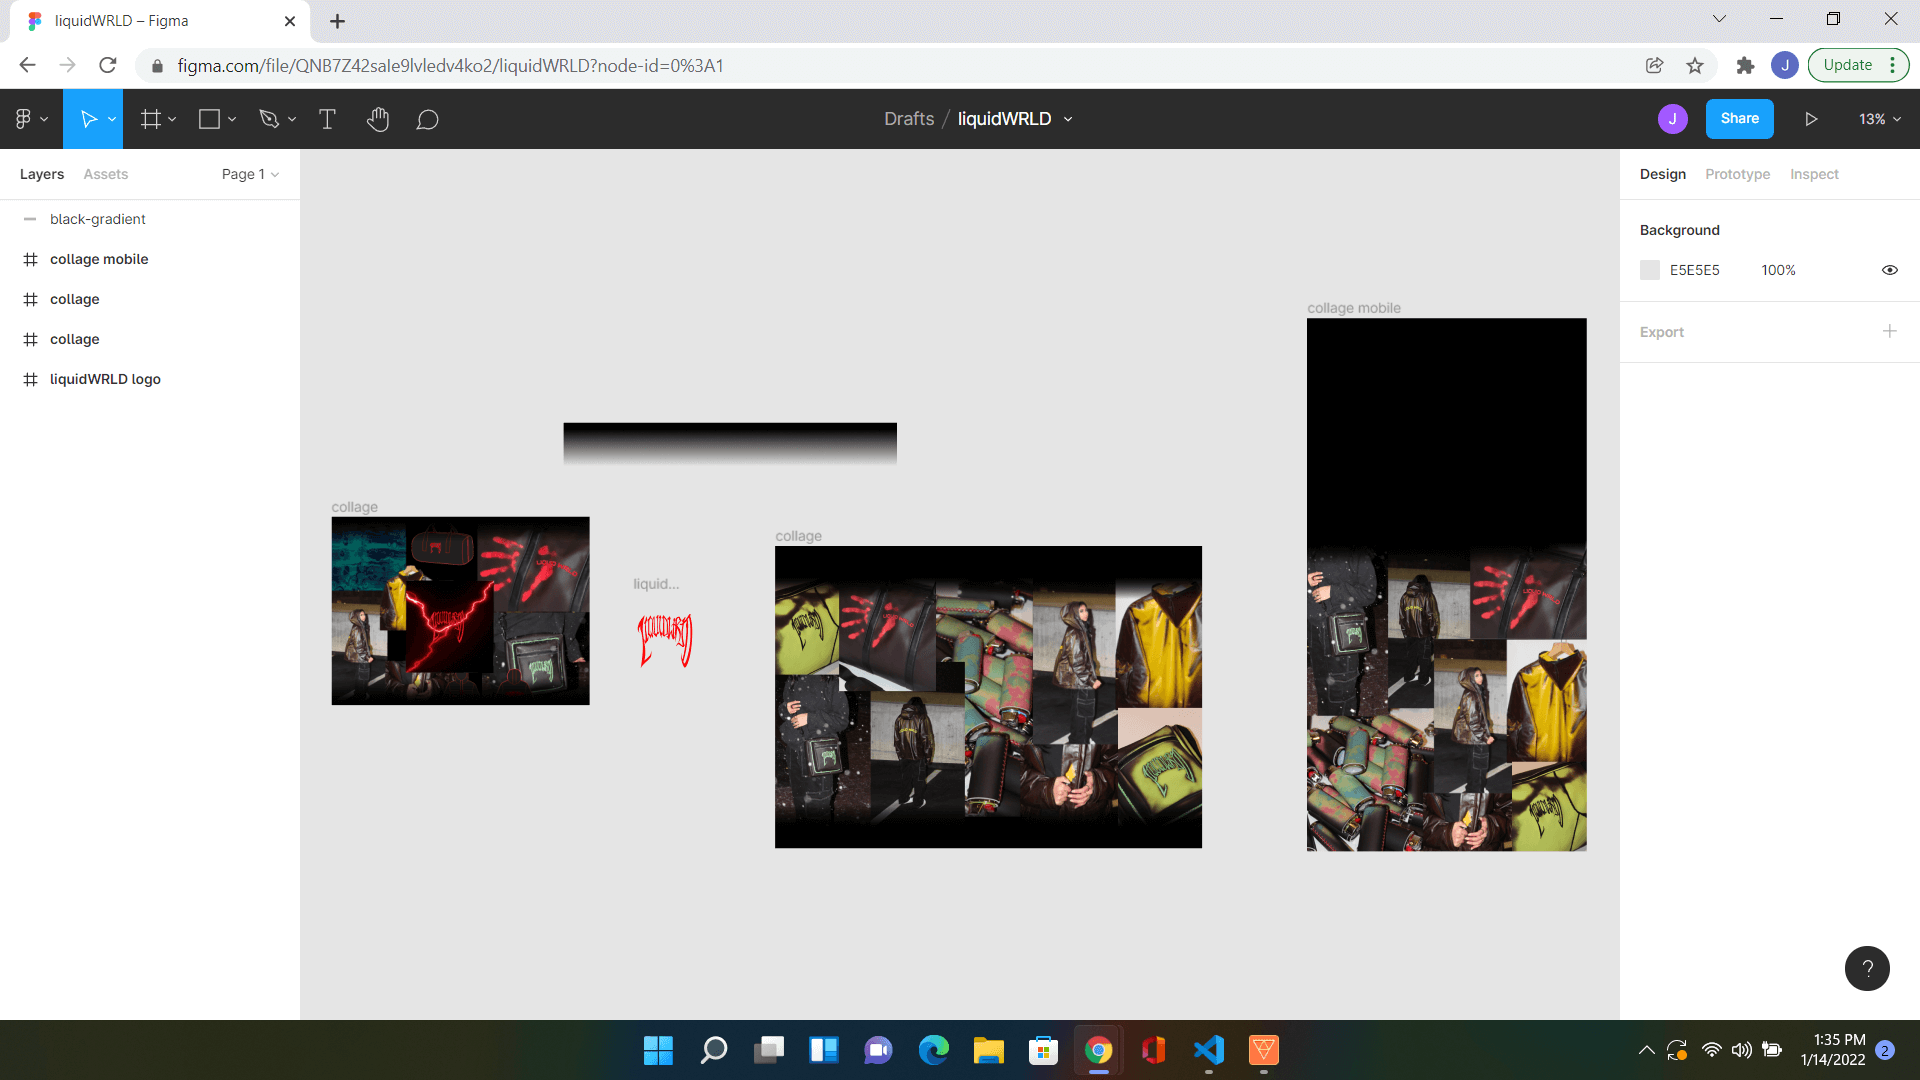 liquidWRLD – Figma
figma.com/file/QNB7Z42saIe9lvledv4ko2/liquidWRLD?node-id=0%3A1
J
Update
Drafts / liquidWRLD
J
Share
13%
Layers
Assets
Page 1
Design
Prototype
Inspect
black-gradient
collage mobile
collage
collage
liquidWRLD logo
Background
E5E5E5
100%
Export
collage mobile
collage
collage
liquid...
LIQUIDWRLD
?
1:35 PM
1/14/2022
2